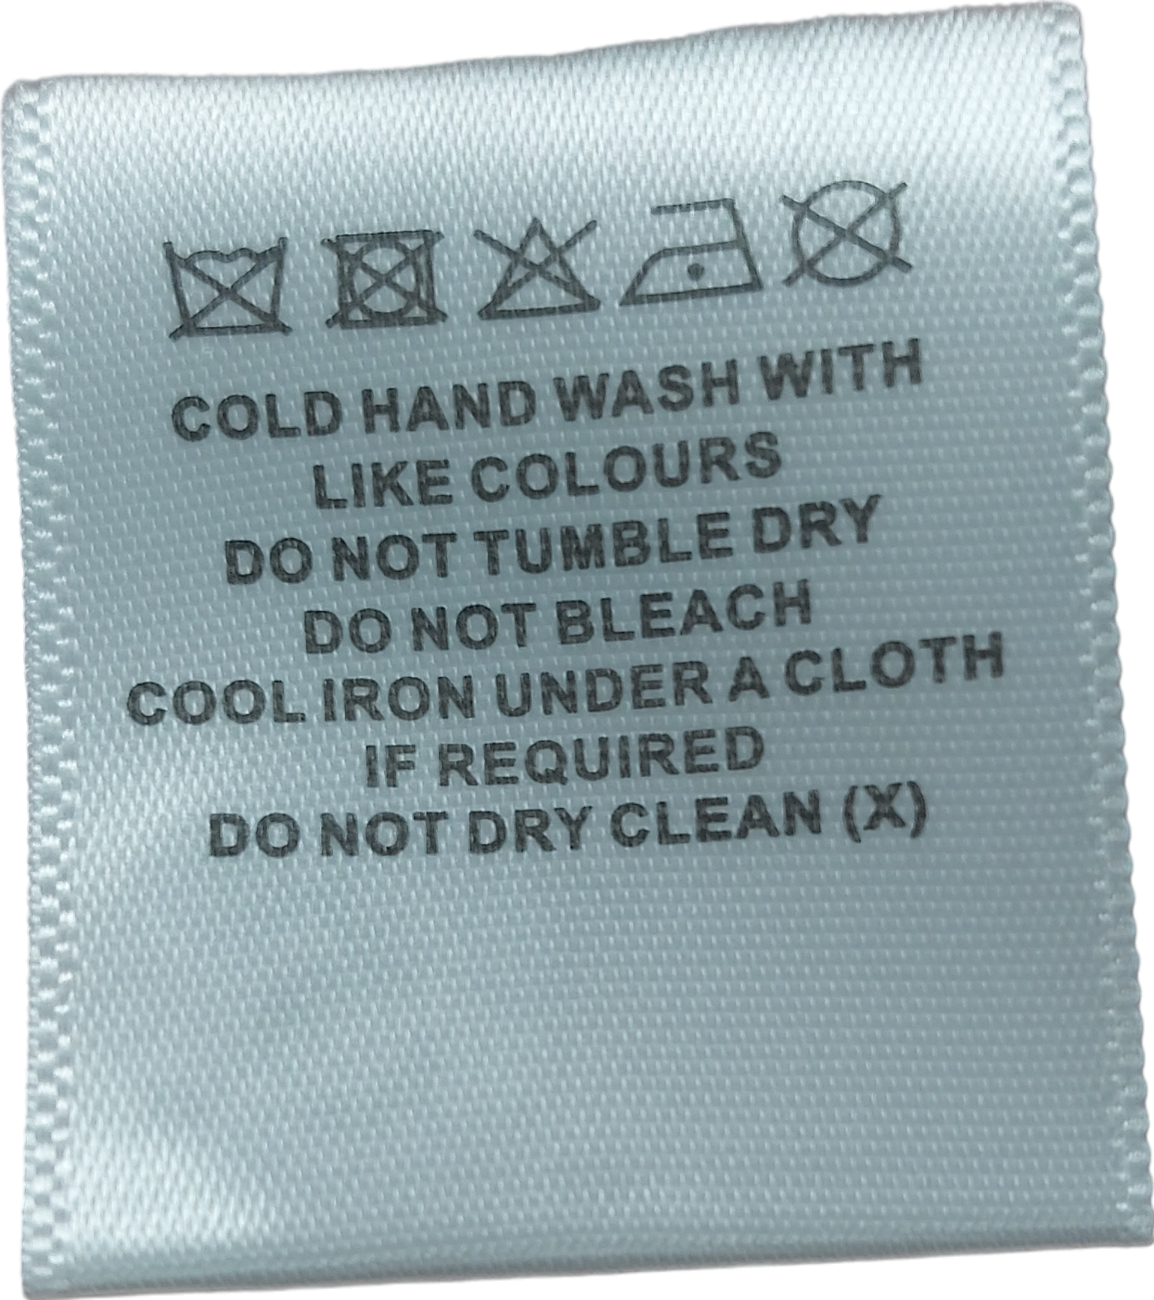 COLD HAND WASH WITH
LIKE COLOURS
DO NOT TUMBLE DRY
DO NOT BLEACH
COOL IRON UNDER A CLOTH
IF REQUIRED
DO NOT DRY CLEAN (X)